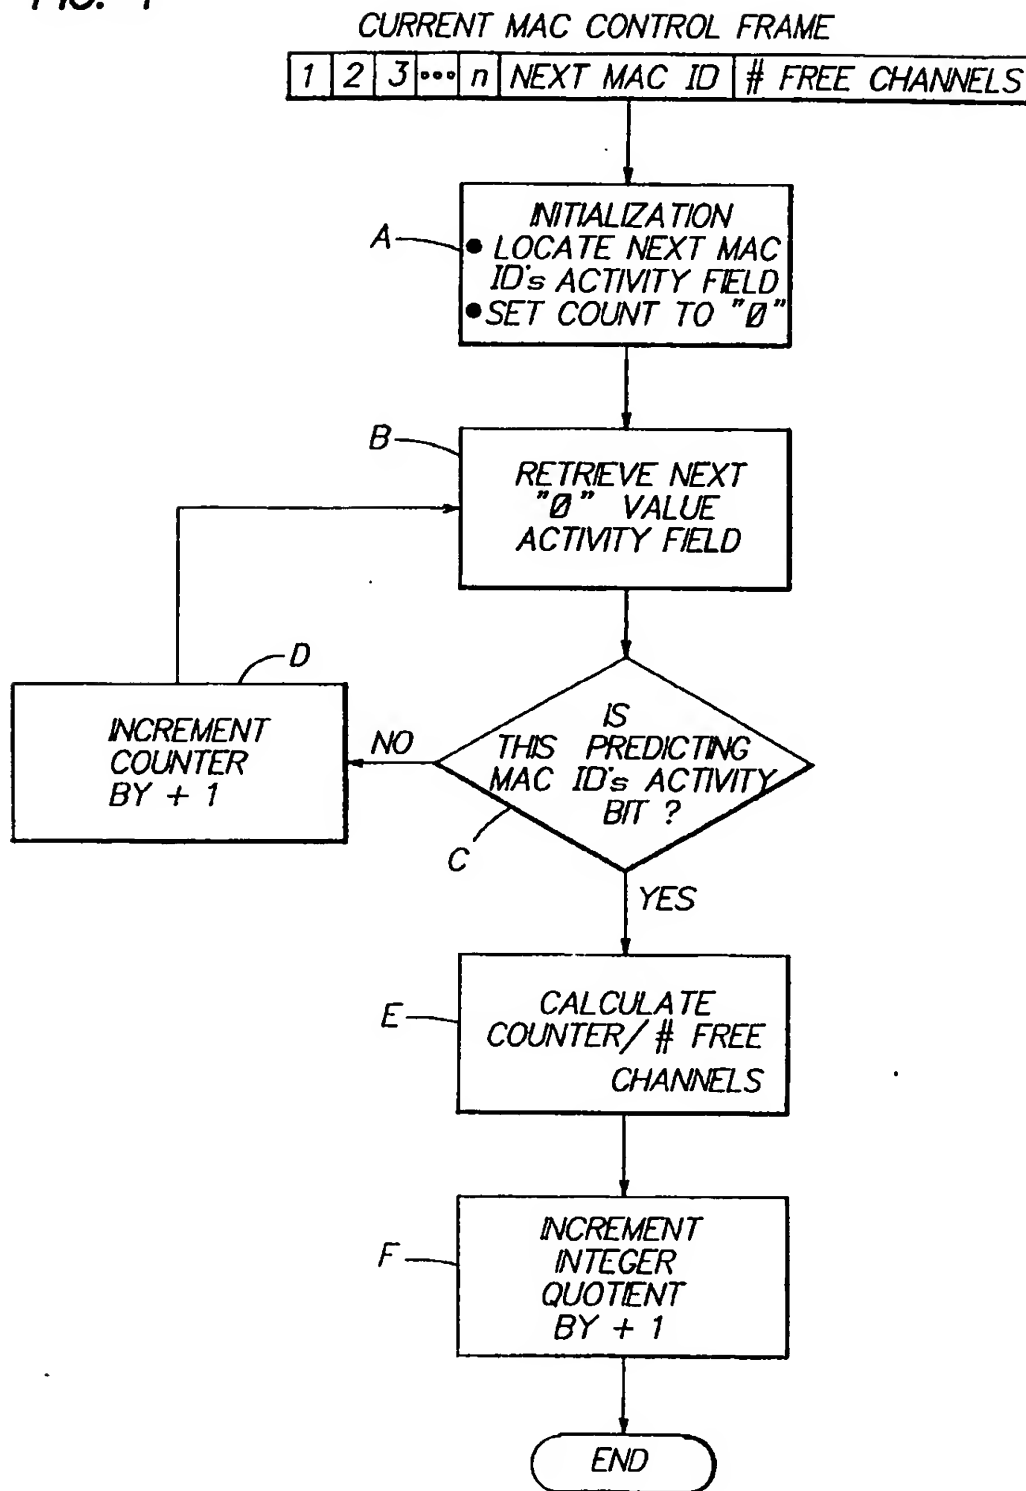 CURRENT MAC CONTROL FRAME
1 2 3 ••• n NEXT MAC ID # FREE CHANNELS
INITIALIZATION
• LOCATE NEXT MAC
ID's ACTIVITY FIELD
• SET COUNT TO "0"
A
B
RETRIEVE NEXT
"0" VALUE
ACTIVITY FIELD
D
INCREMENT
COUNTER
BY + 1
NO
IS
THIS PREDICTING
MAC ID's ACTIVITY
BIT ?
C
YES
E
CALCULATE
COUNTER/# FREE
CHANNELS
F
INCREMENT
INTEGER
QUOTIENT
BY + 1
END